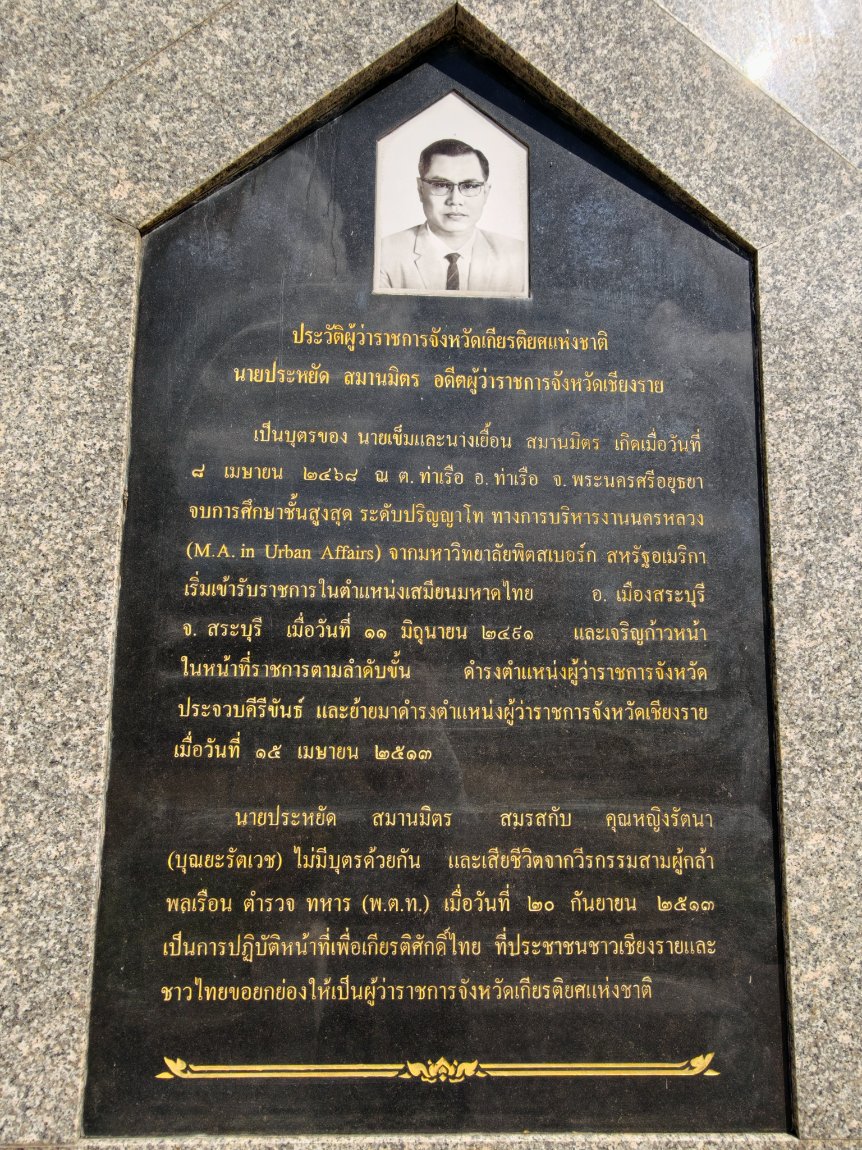 ประวัติผู้ว่าราชการจังหวัดเกียรติยศแห่งชาติ
นายประหยัด สมานมิตร อดีตผู้ว่าราชการจังหวัดเชียงราย
เป็นบุตรของ นายเข็มและนางเยื้อน สมานมิตร เกิดเมื่อวันที่
๘ เมษายน ๒๔๖๘ ณ ต. ท่าเรือ อ. ท่าเรือ จ. พระนครศรีอยุธยา
จบการศึกษาชั้นสูงสุด ระดับปริญญาโท ทางการบริหารงานนครหลวง
(M.A. in Urban Affairs) จากมหาวิทยาลัยพิตสเบอร์ก สหรัฐอเมริกา
เริ่มเข้ารับราชการในตำแหน่งเสมียนมหาดไทย อ. เมืองสระบุรี
จ. สระบุรี เมื่อวันที่ ๑๑ มิถุนายน ๒๔๙๑ และเจริญก้าวหน้า
ในหน้าที่ราชการตามลำดับขั้น ดำรงตำแหน่งผู้ว่าราชการจังหวัด
ประจวบคีรีขันธ์ และย้ายมาดำรงตำแหน่งผู้ว่าราชการจังหวัดเชียงราย
เมื่อวันที่ ๑๕ เมษายน ๒๕๑๓
นายประหยัด สมานมิตร สมรสกับ คุณหญิงรัตนา
(บุณยะรัตเวช) ไม่มีบุตรด้วยกัน และเสียชีวิตจากวีรกรรมสามผู้กล้า
พลเรือน ตำรวจ ทหาร (พ.ต.ท.) เมื่อวันที่ ๒๐ กันยายน ๒๕๑๓
เป็นการปฏิบัติหน้าที่เพื่อเกียรติศักดิ์ไทย ที่ประชาชนชาวเชียงรายและ
ชาวไทยขอยกย่องให้เป็นผู้ว่าราชการจังหวัดเกียรติยศแห่งชาติ